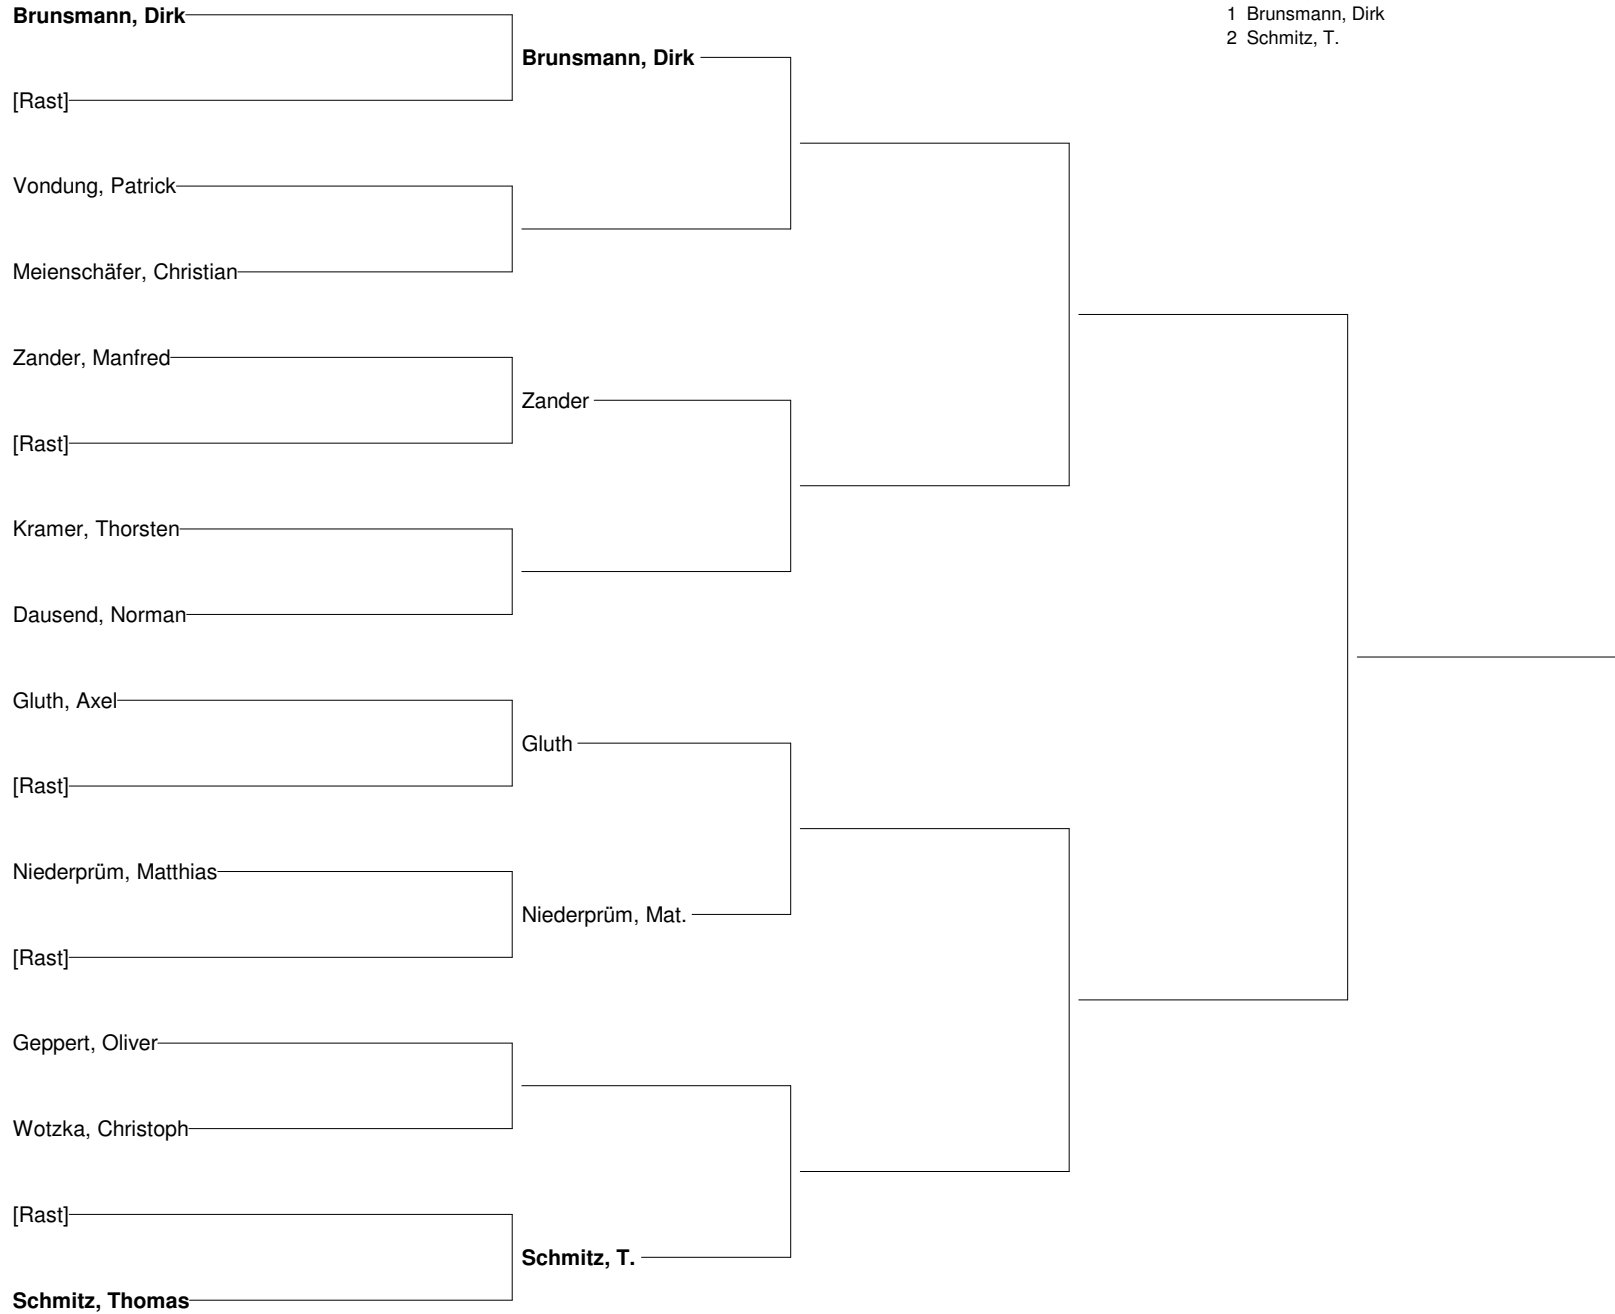 Brunsmann, Dirk
[Rast]
Vondung, Patrick
Meienschäfer, Christian
Zander, Manfred
[Rast]
Kramer, Thorsten
Dausend, Norman
Gluth, Axel
[Rast]
Niederprüm, Matthias
[Rast]
Geppert, Oliver
Wotzka, Christoph
[Rast]
Schmitz, Thomas
Brunsmann, Dirk
Zander
Gluth
Niederprüm, Mat.
Schmitz, T.
1 Brunsmann, Dirk
2 Schmitz, T.